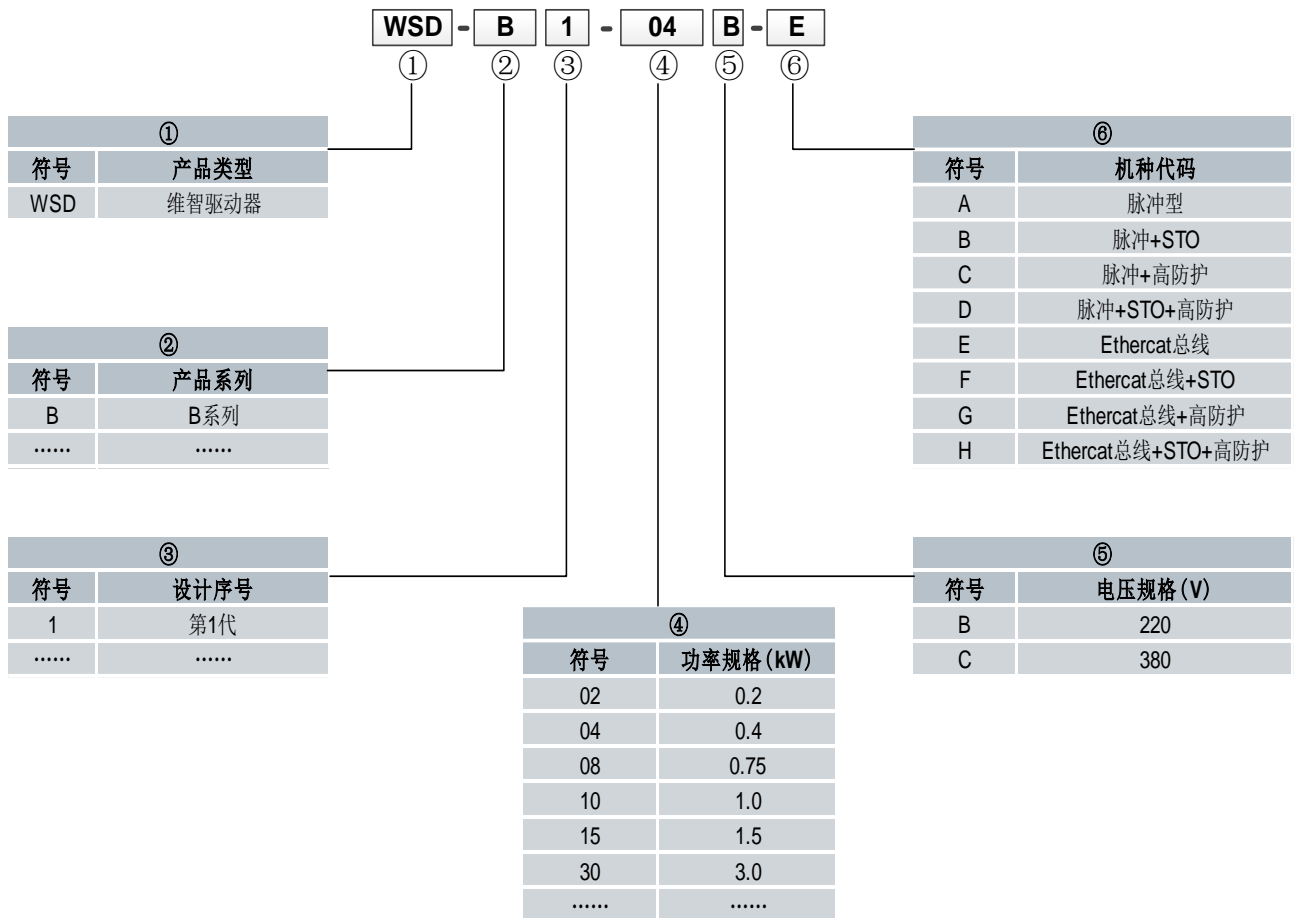 WSD - B 1 - 04 B - E
① ② ③ ④ ⑤ ⑥
①
符号 产品类型
WSD 维智驱动器
②
符号 产品系列
B B系列
…… ……
③
符号 设计序号
1 第1代
…… ……
④
符号 功率规格(kW)
02 0.2
04 0.4
08 0.75
10 1.0
15 1.5
30 3.0
…… ……
⑥
符号 机种代码
A 脉冲型
B 脉冲+STO
C 脉冲+高防护
D 脉冲+STO+高防护
E Ethercat总线
F Ethercat总线+STO
G Ethercat总线+高防护
H Ethercat总线+STO+高防护
⑤
符号 电压规格(V)
B 220
C 380